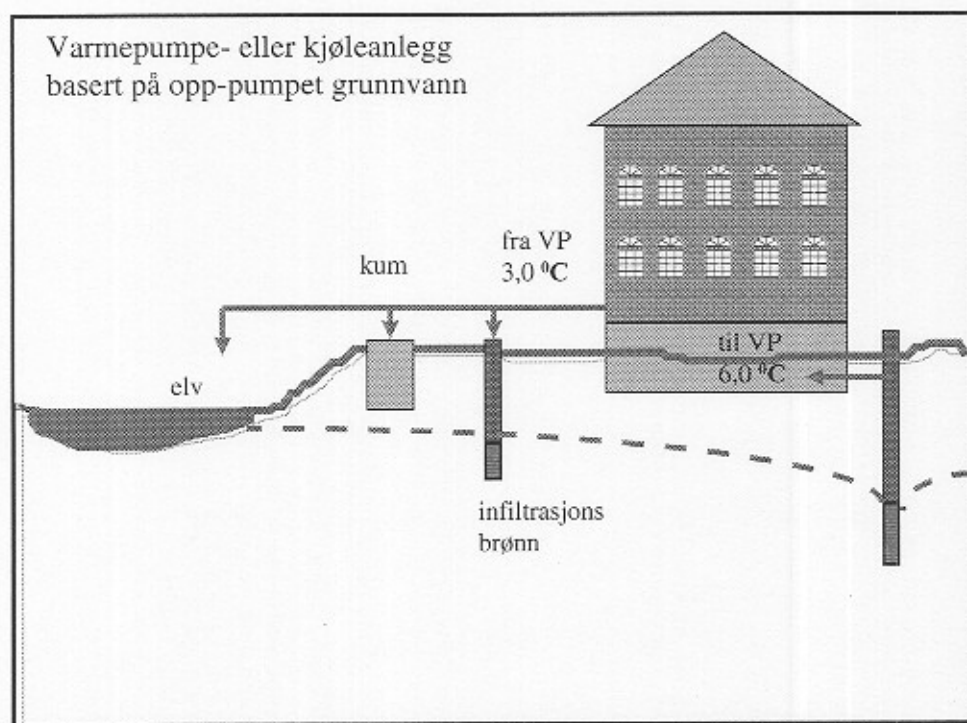 Varmepumpe- eller kjøleanlegg
basert på opp-pumpet grunnvann
fra VP
3,0 ⁰C
kum
til VP
6,0 ⁰C
elv
infiltrasjons
brønn